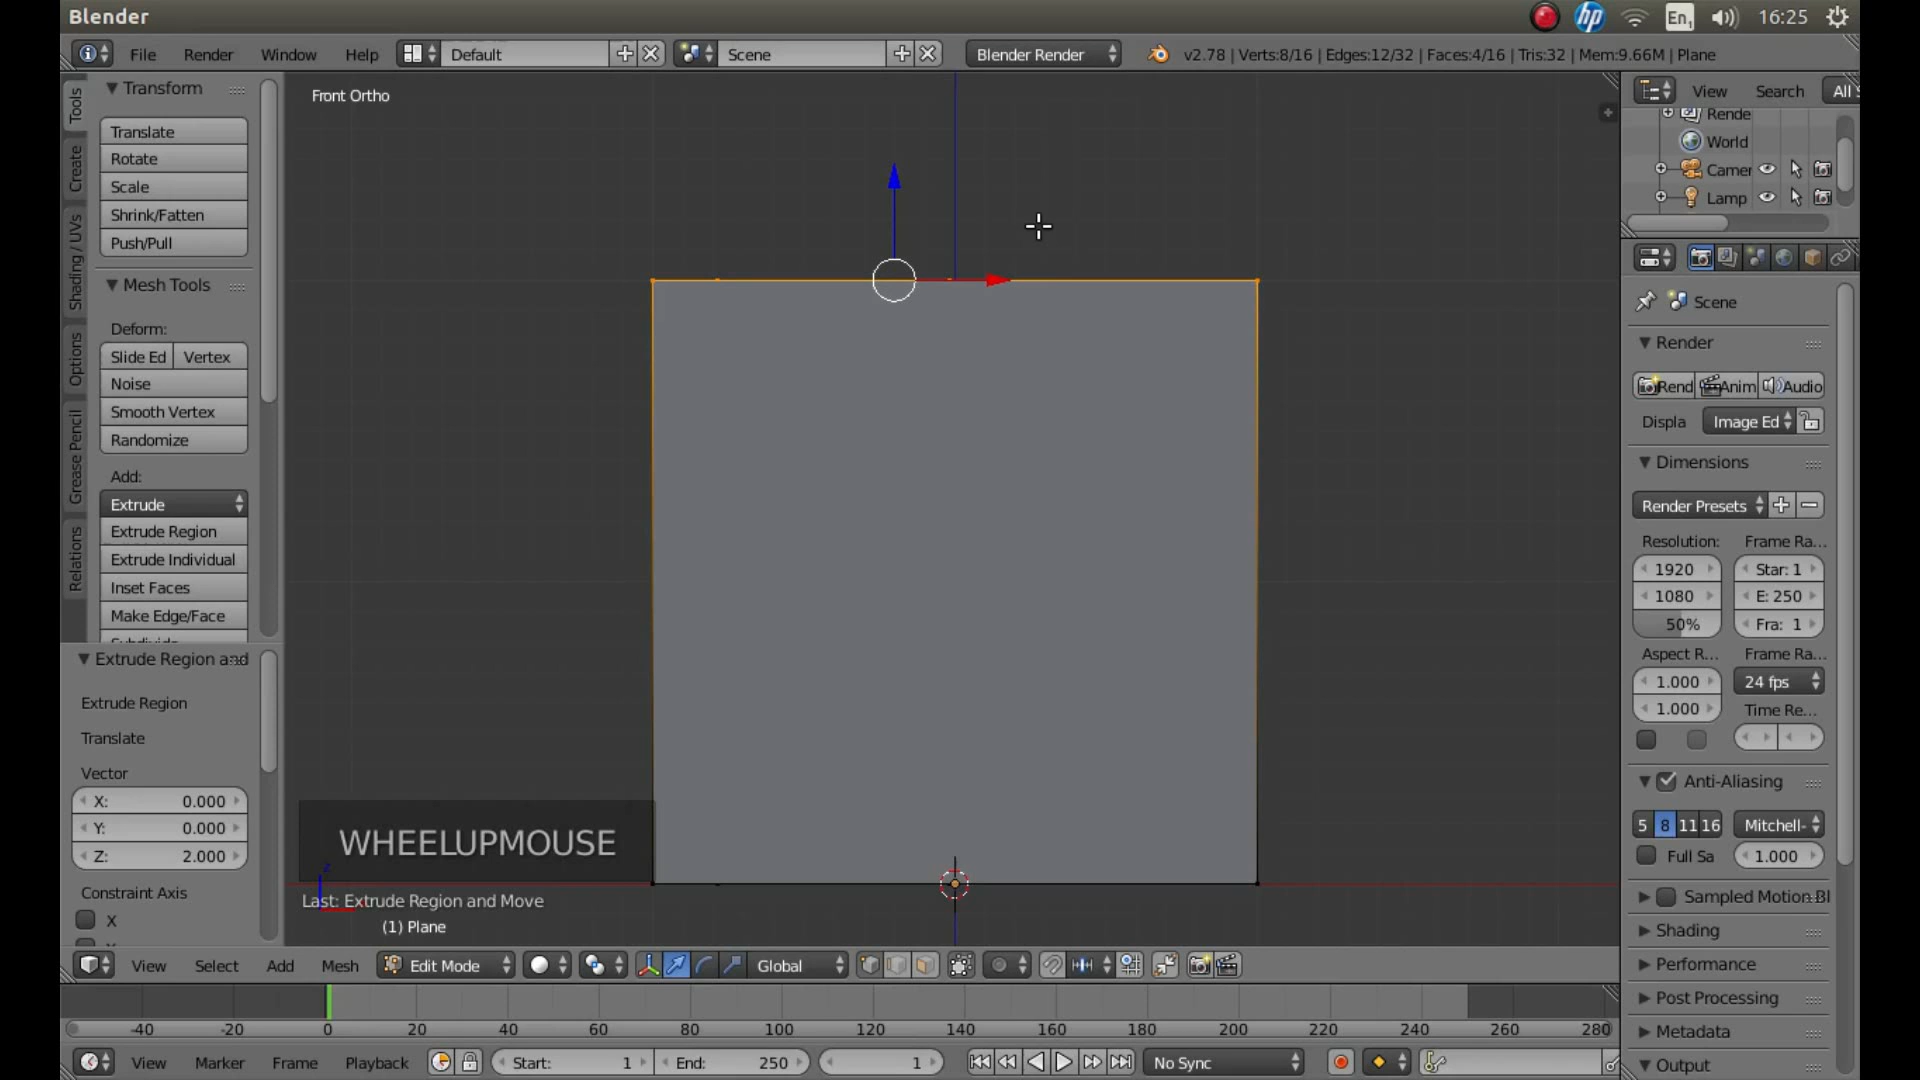 Blender
En1
16:25
File Render Window Help Default Scene Blender Render v2.78 | Verts:8/16 | Edges:12/32 | Faces:4/16 | Tris:32 | Mem:9.66M | Plane
Tools
Create
Shading / UVs
Options
Grease Pencil
Relations
Transform
Translate
Rotate
Scale
Shrink/Fatten
Push/Pull
Mesh Tools
Deform:
Slide Ed Vertex
Noise
Smooth Vertex
Randomize
Add:
Extrude
Extrude Region
Extrude Individual
Inset Faces
Make Edge/Face
Extrude Region and
Extrude Region
Translate
Vector
X: 0.000
Y: 0.000
Z: 2.000
Constraint Axis
X
Front Ortho
WHEELUPMOUSE
z
Last: Extrude Region and Move
(1) Plane
View Search All
Rende
World
Camer
Lamp
Scene
Render
Rend Anim Audio
Displa Image Ed
Dimensions
Render Presets
Resolution: Frame Ra...
1920 Star: 1
1080 E: 250
50% Fra: 1
Aspect R... Frame Ra...
1.000 24 fps
1.000 Time Re...
Anti-Aliasing
5 8 11 16 Mitchell-
Full Sa 1.000
Sampled Motion Bl
Shading
Performance
Post Processing
Metadata
Output
View Select Add Mesh Edit Mode Global
-40 -20 0 20 40 60 80 100 120 140 160 180 200 220 240 260 280
View Marker Frame Playback Start: 1 End: 250 1 No Sync